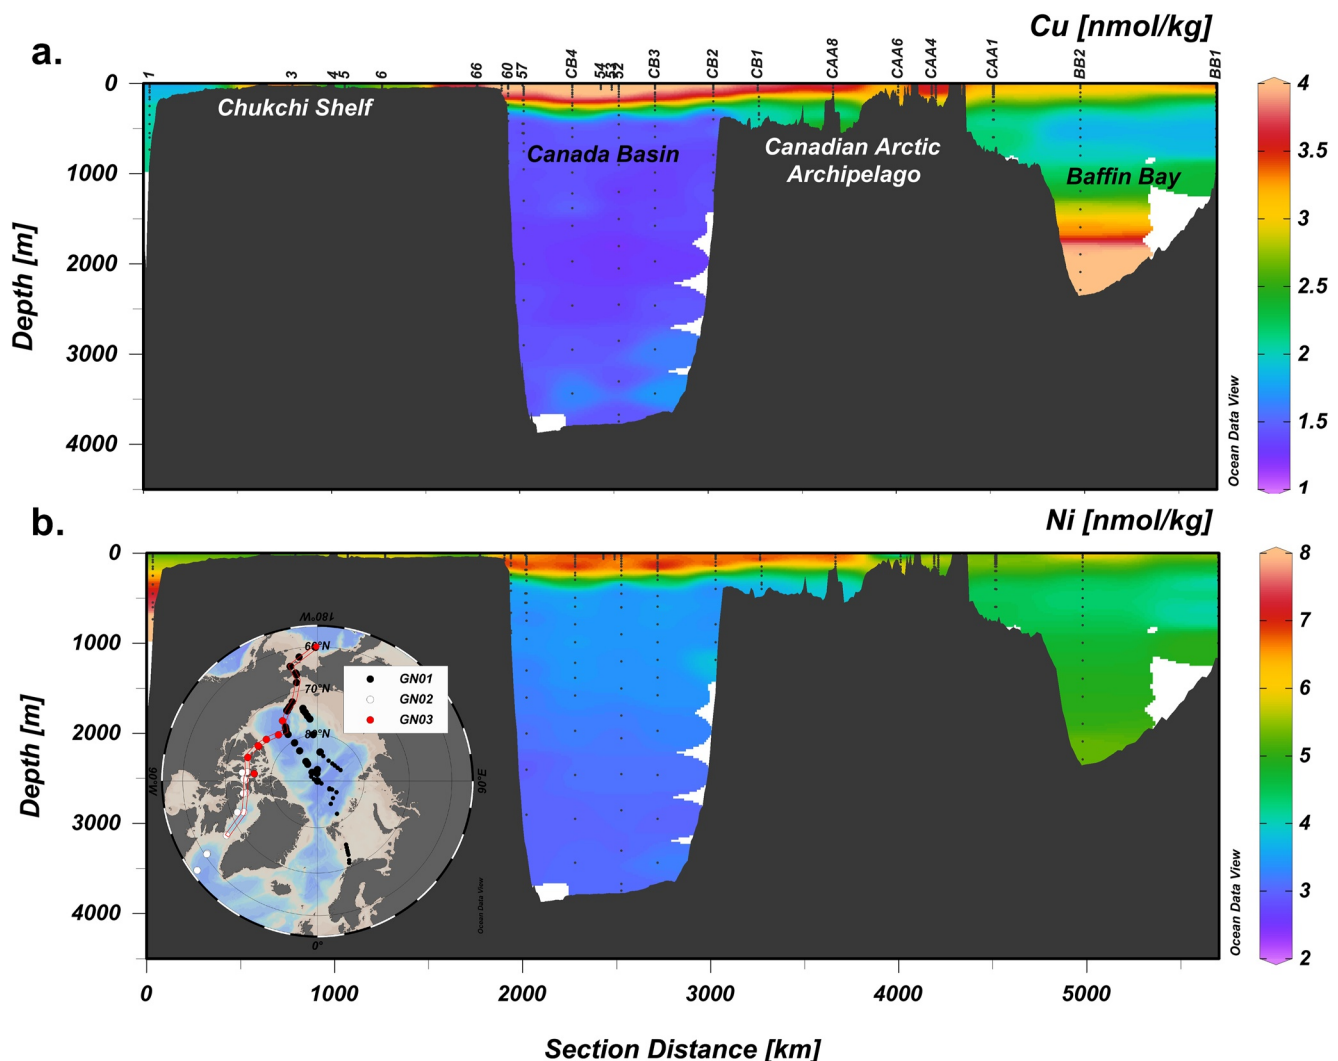 a.
Cu [nmol/kg]
1 3 4 5 6 66 60 57 CB4 54 52 CB3 CB2 CB1 CAA8 CAA6 CAA4 CAA1 BB2 BB1
0
1000
2000
3000
4000
Depth [m]
Chukchi Shelf
Canada Basin
Canadian Arctic
Archipelago
Baffin Bay
Ocean Data View
4
3.5
3
2.5
2
1.5
1
b.
Ni [nmol/kg]
0
1000
2000
3000
4000
Depth [m]
180°W
60°N
70°N
80°N
90°W
90°E
0°
GN01
GN02
GN03
Ocean Data View
Ocean Data View
8
7
6
5
4
3
2
0 1000 2000 3000 4000 5000
Section Distance [km]